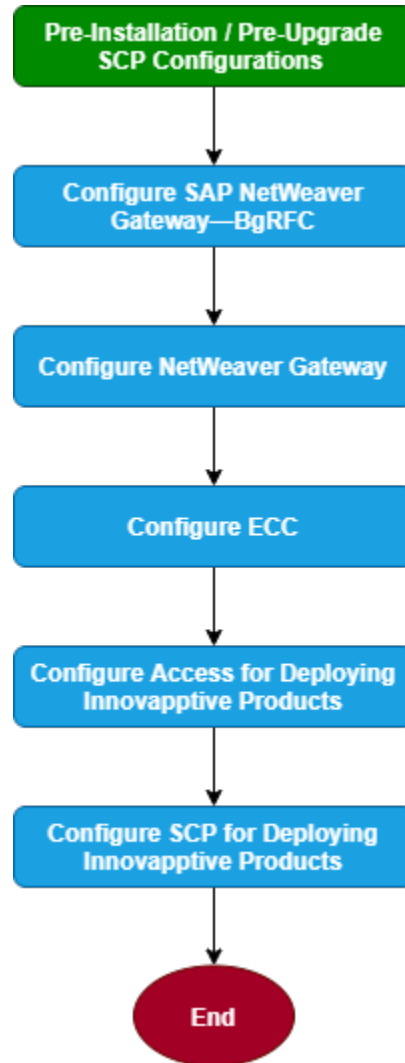 Pre-Installation / Pre-Upgrade
SCP Configurations
Configure SAP NetWeaver
Gateway—BgRFC
Configure NetWeaver Gateway
Configure ECC
Configure Access for Deploying
Innovapptive Products
Configure SCP for Deploying
Innovapptive Products
End